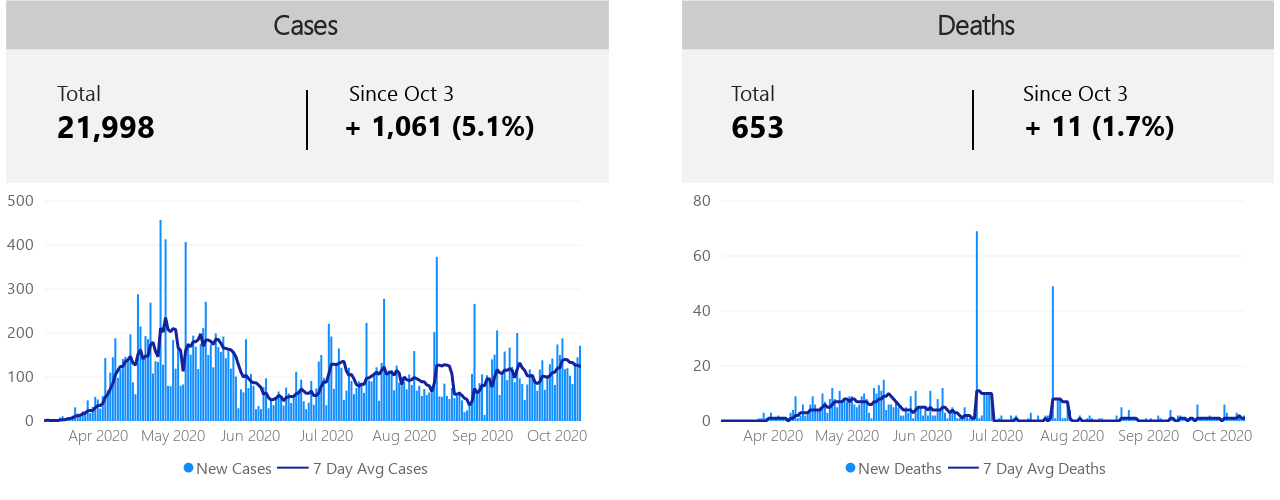 Cases
Total
21,998
Since Oct 3
+ 1,061 (5.1%)
500
400
300
200
100
0
Apr 2020 May 2020 Jun 2020 Jul 2020 Aug 2020 Sep 2020 Oct 2020
New Cases 7 Day Avg Cases
Deaths
Total
653
Since Oct 3
+ 11 (1.7%)
80
60
40
20
0
Apr 2020 May 2020 Jun 2020 Jul 2020 Aug 2020 Sep 2020 Oct 2020
New Deaths 7 Day Avg Deaths